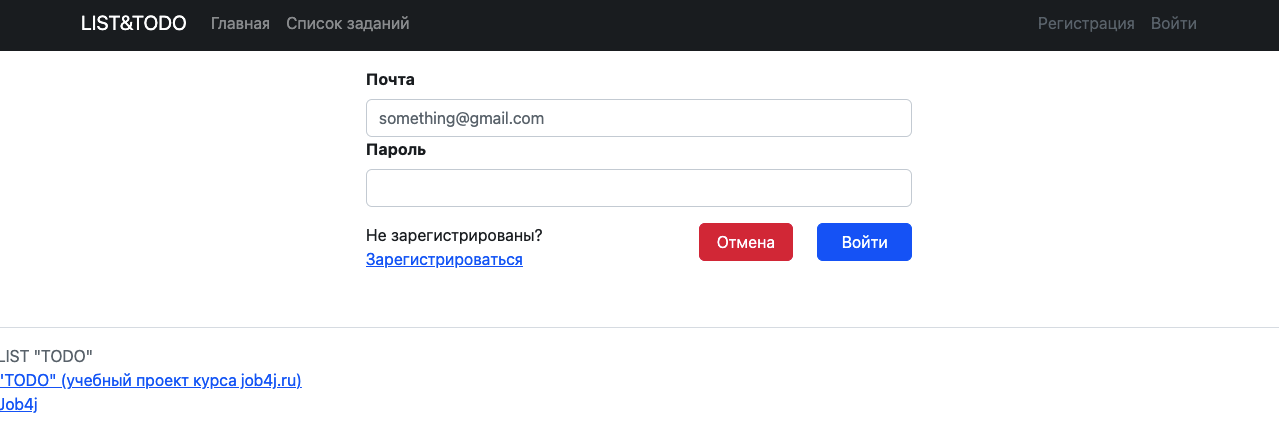 LIST&TODO Главная Список заданий Регистрация Войти
Почта
something@gmail.com
Пароль
Не зарегистрированы?
Зарегистрироваться
Отмена Войти
LIST "TODO"
"TODO" (учебный проект курса job4j.ru)
Job4j